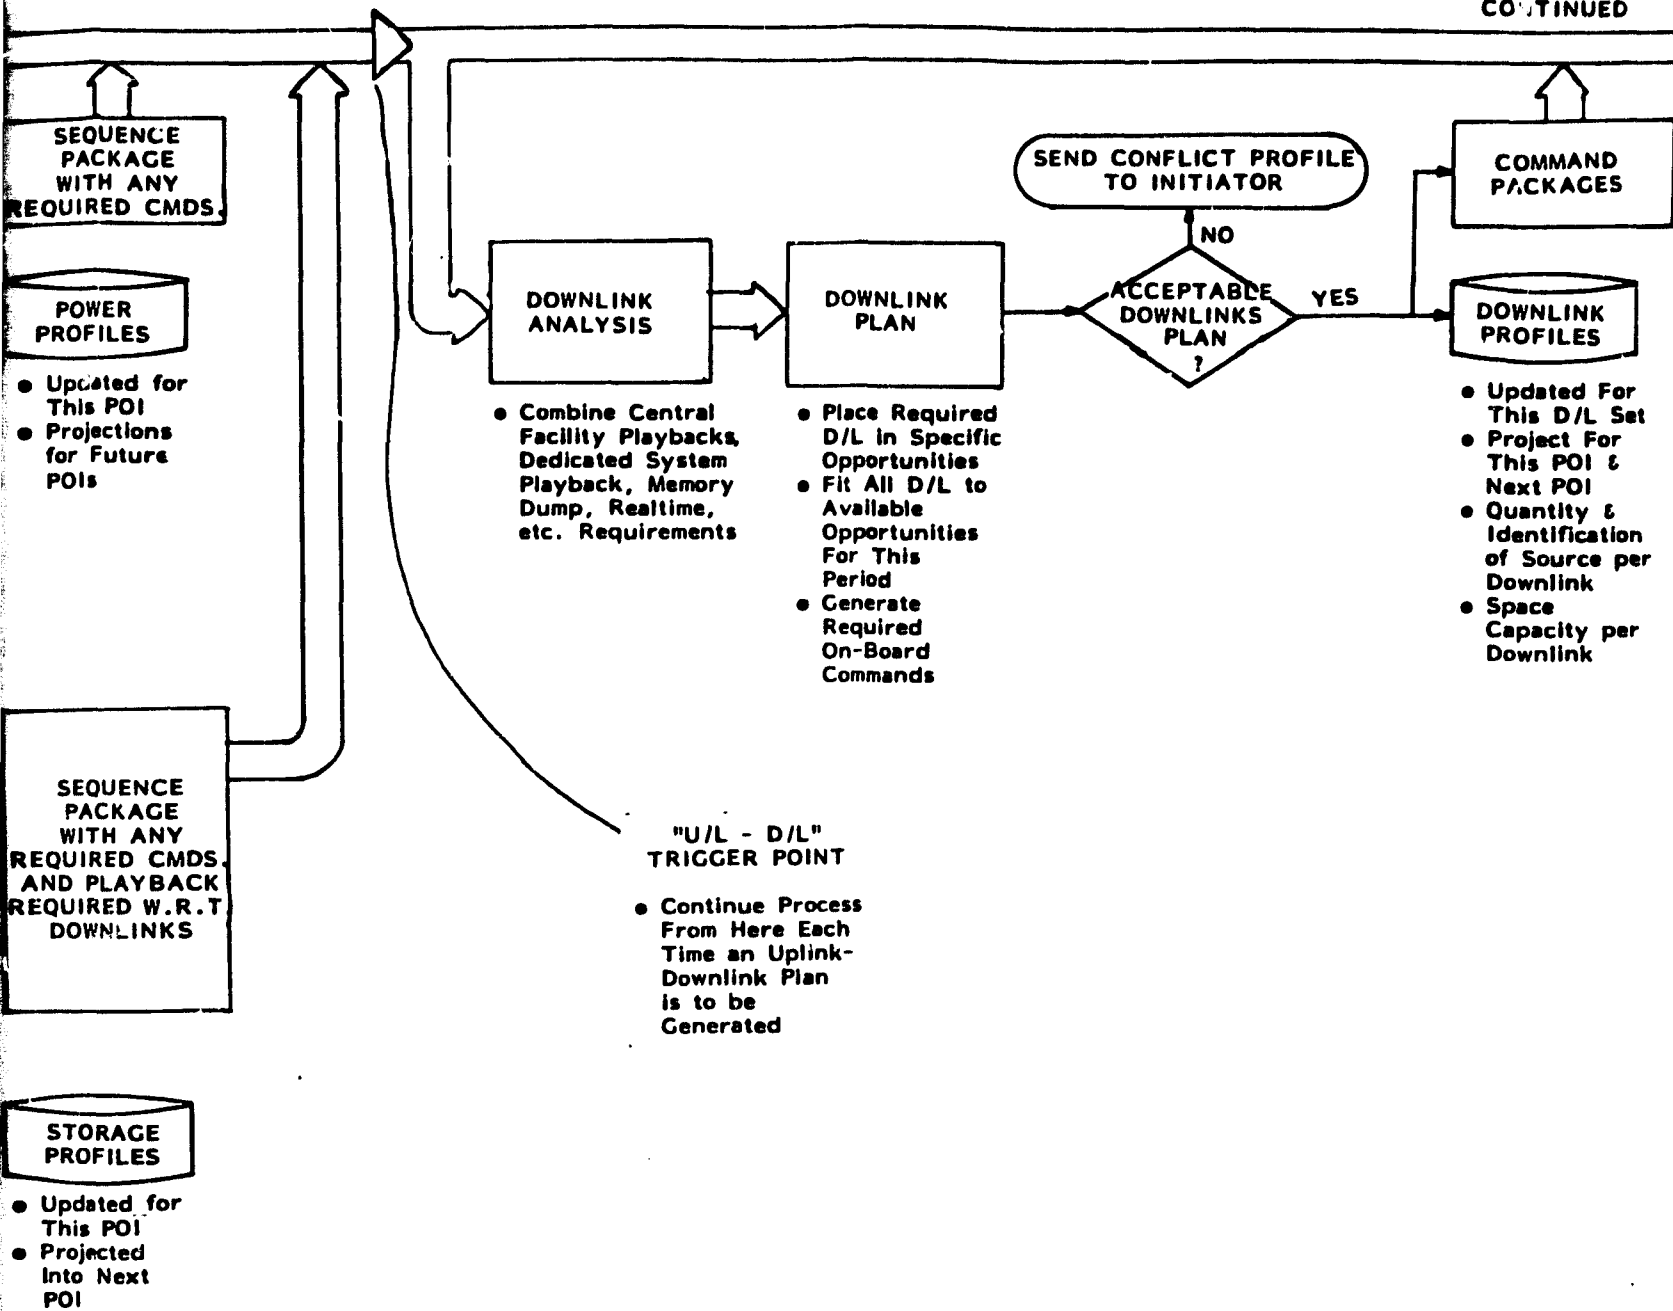 CONTINUED
SEQUENCE
PACKAGE
WITH ANY
REQUIRED CMDS.
POWER
PROFILES
● Updated for
This POI
● Projections
for Future
POIs
SEQUENCE
PACKAGE
WITH ANY
REQUIRED CMDS.
AND PLAYBACK
REQUIRED W.R.T
DOWNLINKS
STORAGE
PROFILES
● Updated for
This POI
● Projected
Into Next
POI
"U/L - D/L"
TRIGGER POINT
● Continue Process
From Here Each
Time an Uplink-
Downlink Plan
is to be
Generated
DOWNLINK
ANALYSIS
● Combine Central
Facility Playbacks,
Dedicated System
Playback, Memory
Dump, Realtime,
etc. Requirements
DOWNLINK
PLAN
● Place Required
D/L in Specific
Opportunities
● Fit All D/L to
Available
Opportunities
For This
Period
● Generate
Required
On-Board
Commands
SEND CONFLICT PROFILE
TO INITIATOR
NO
ACCEPTABLE
DOWNLINKS
PLAN
?
YES
COMMAND
PACKAGES
DOWNLINK
PROFILES
● Updated For
This D/L Set
● Project For
This POI &
Next POI
● Quantity &
Identification
of Source per
Downlink
● Space
Capacity per
Downlink